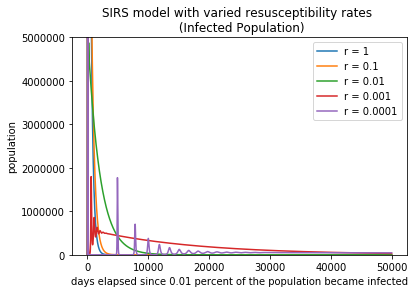 SIRS model with varied resusceptibility rates
(Infected Population)
population
5000000
4000000
3000000
2000000
1000000
0
r = 1
r = 0.1
r = 0.01
r = 0.001
r = 0.0001
0
10000
20000
30000
40000
50000
days elapsed since 0.01 percent of the population became infected